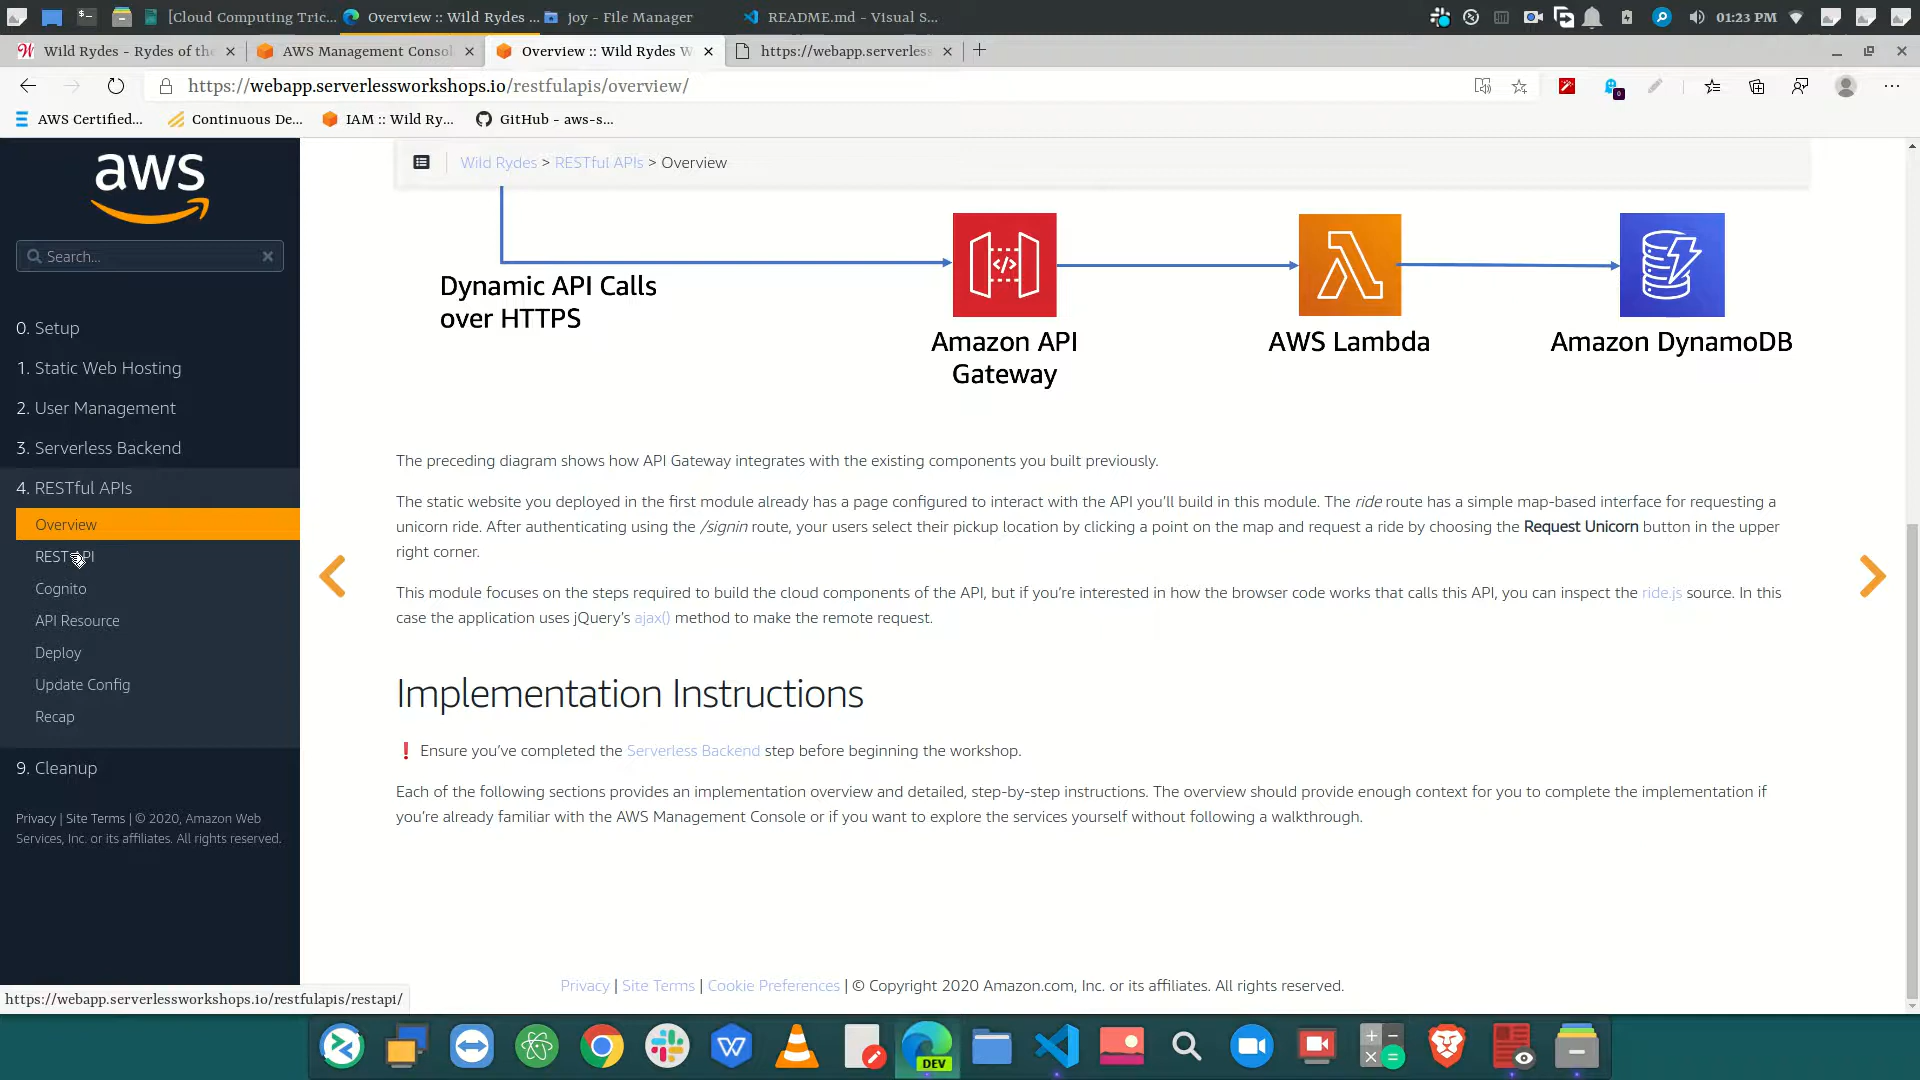 [Cloud Computing Tric...
Overview :: Wild Rydes ...
joy - File Manager
README.md - Visual S...
01:23 PM
Wild Rydes - Rydes of the
AWS Management Consol
Overview :: Wild Rydes W
https://webapp.serverless
https://webapp.serverlessworkshops.io/restfulapis/overview/
AWS Certified...
Continuous De...
IAM :: Wild Ry...
GitHub - aws-s...
aws
Search...
0. Setup
1. Static Web Hosting
2. User Management
3. Serverless Backend
4. RESTful APIs
Overview
REST API
Cognito
API Resource
Deploy
Update Config
Recap
9. Cleanup
Privacy | Site Terms | © 2020, Amazon Web
Services, Inc. or its affiliates. All rights reserved.
Wild Rydes > RESTful APIs > Overview
Dynamic API Calls
over HTTPS
Amazon API
Gateway
AWS Lambda
Amazon DynamoDB
The preceding diagram shows how API Gateway integrates with the existing components you built previously.
The static website you deployed in the first module already has a page configured to interact with the API you'll build in this module. The ride route has a simple map-based interface for requesting a
unicorn ride. After authenticating using the /signin route, your users select their pickup location by clicking a point on the map and request a ride by choosing the Request Unicorn button in the upper
right corner.
This module focuses on the steps required to build the cloud components of the API, but if you're interested in how the browser code works that calls this API, you can inspect the ride.js source. In this
case the application uses jQuery's ajax() method to make the remote request.
Implementation Instructions
❗ Ensure you've completed the Serverless Backend step before beginning the workshop.
Each of the following sections provides an implementation overview and detailed, step-by-step instructions. The overview should provide enough context for you to complete the implementation if
you're already familiar with the AWS Management Console or if you want to explore the services yourself without following a walkthrough.
Privacy | Site Terms | Cookie Preferences | © Copyright 2020 Amazon.com, Inc. or its affiliates. All rights reserved.
https://webapp.serverlessworkshops.io/restfulapis/restapi/
DEV